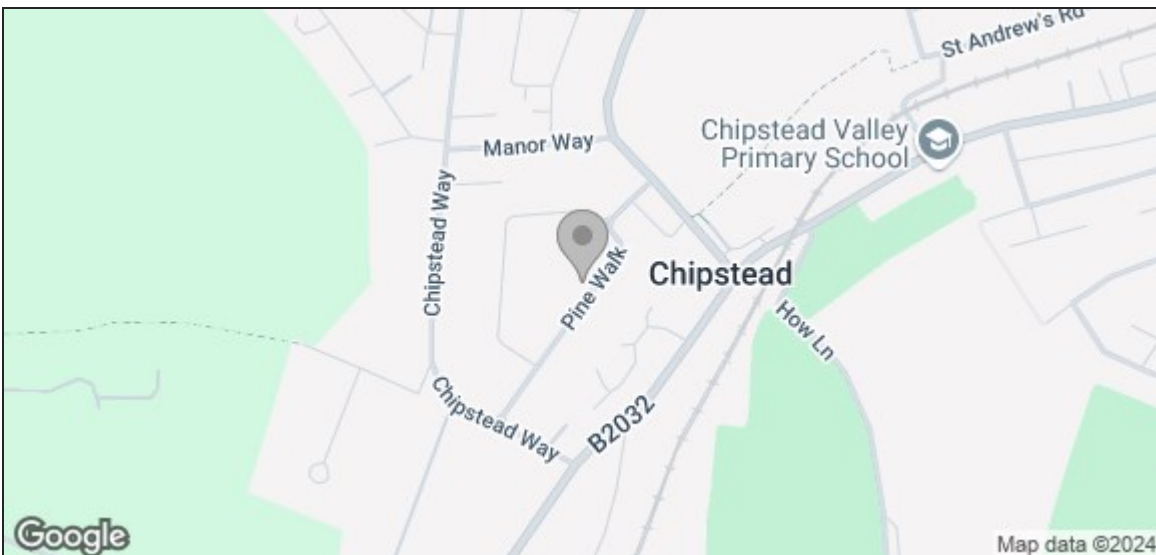 St Andrew's Rd
Chipstead Valley
Primary School
Manor Way
Chipstead Way
Pine Walk
Chipstead
How Ln
Chipstead Way
B2032
Google
Map data ©2024